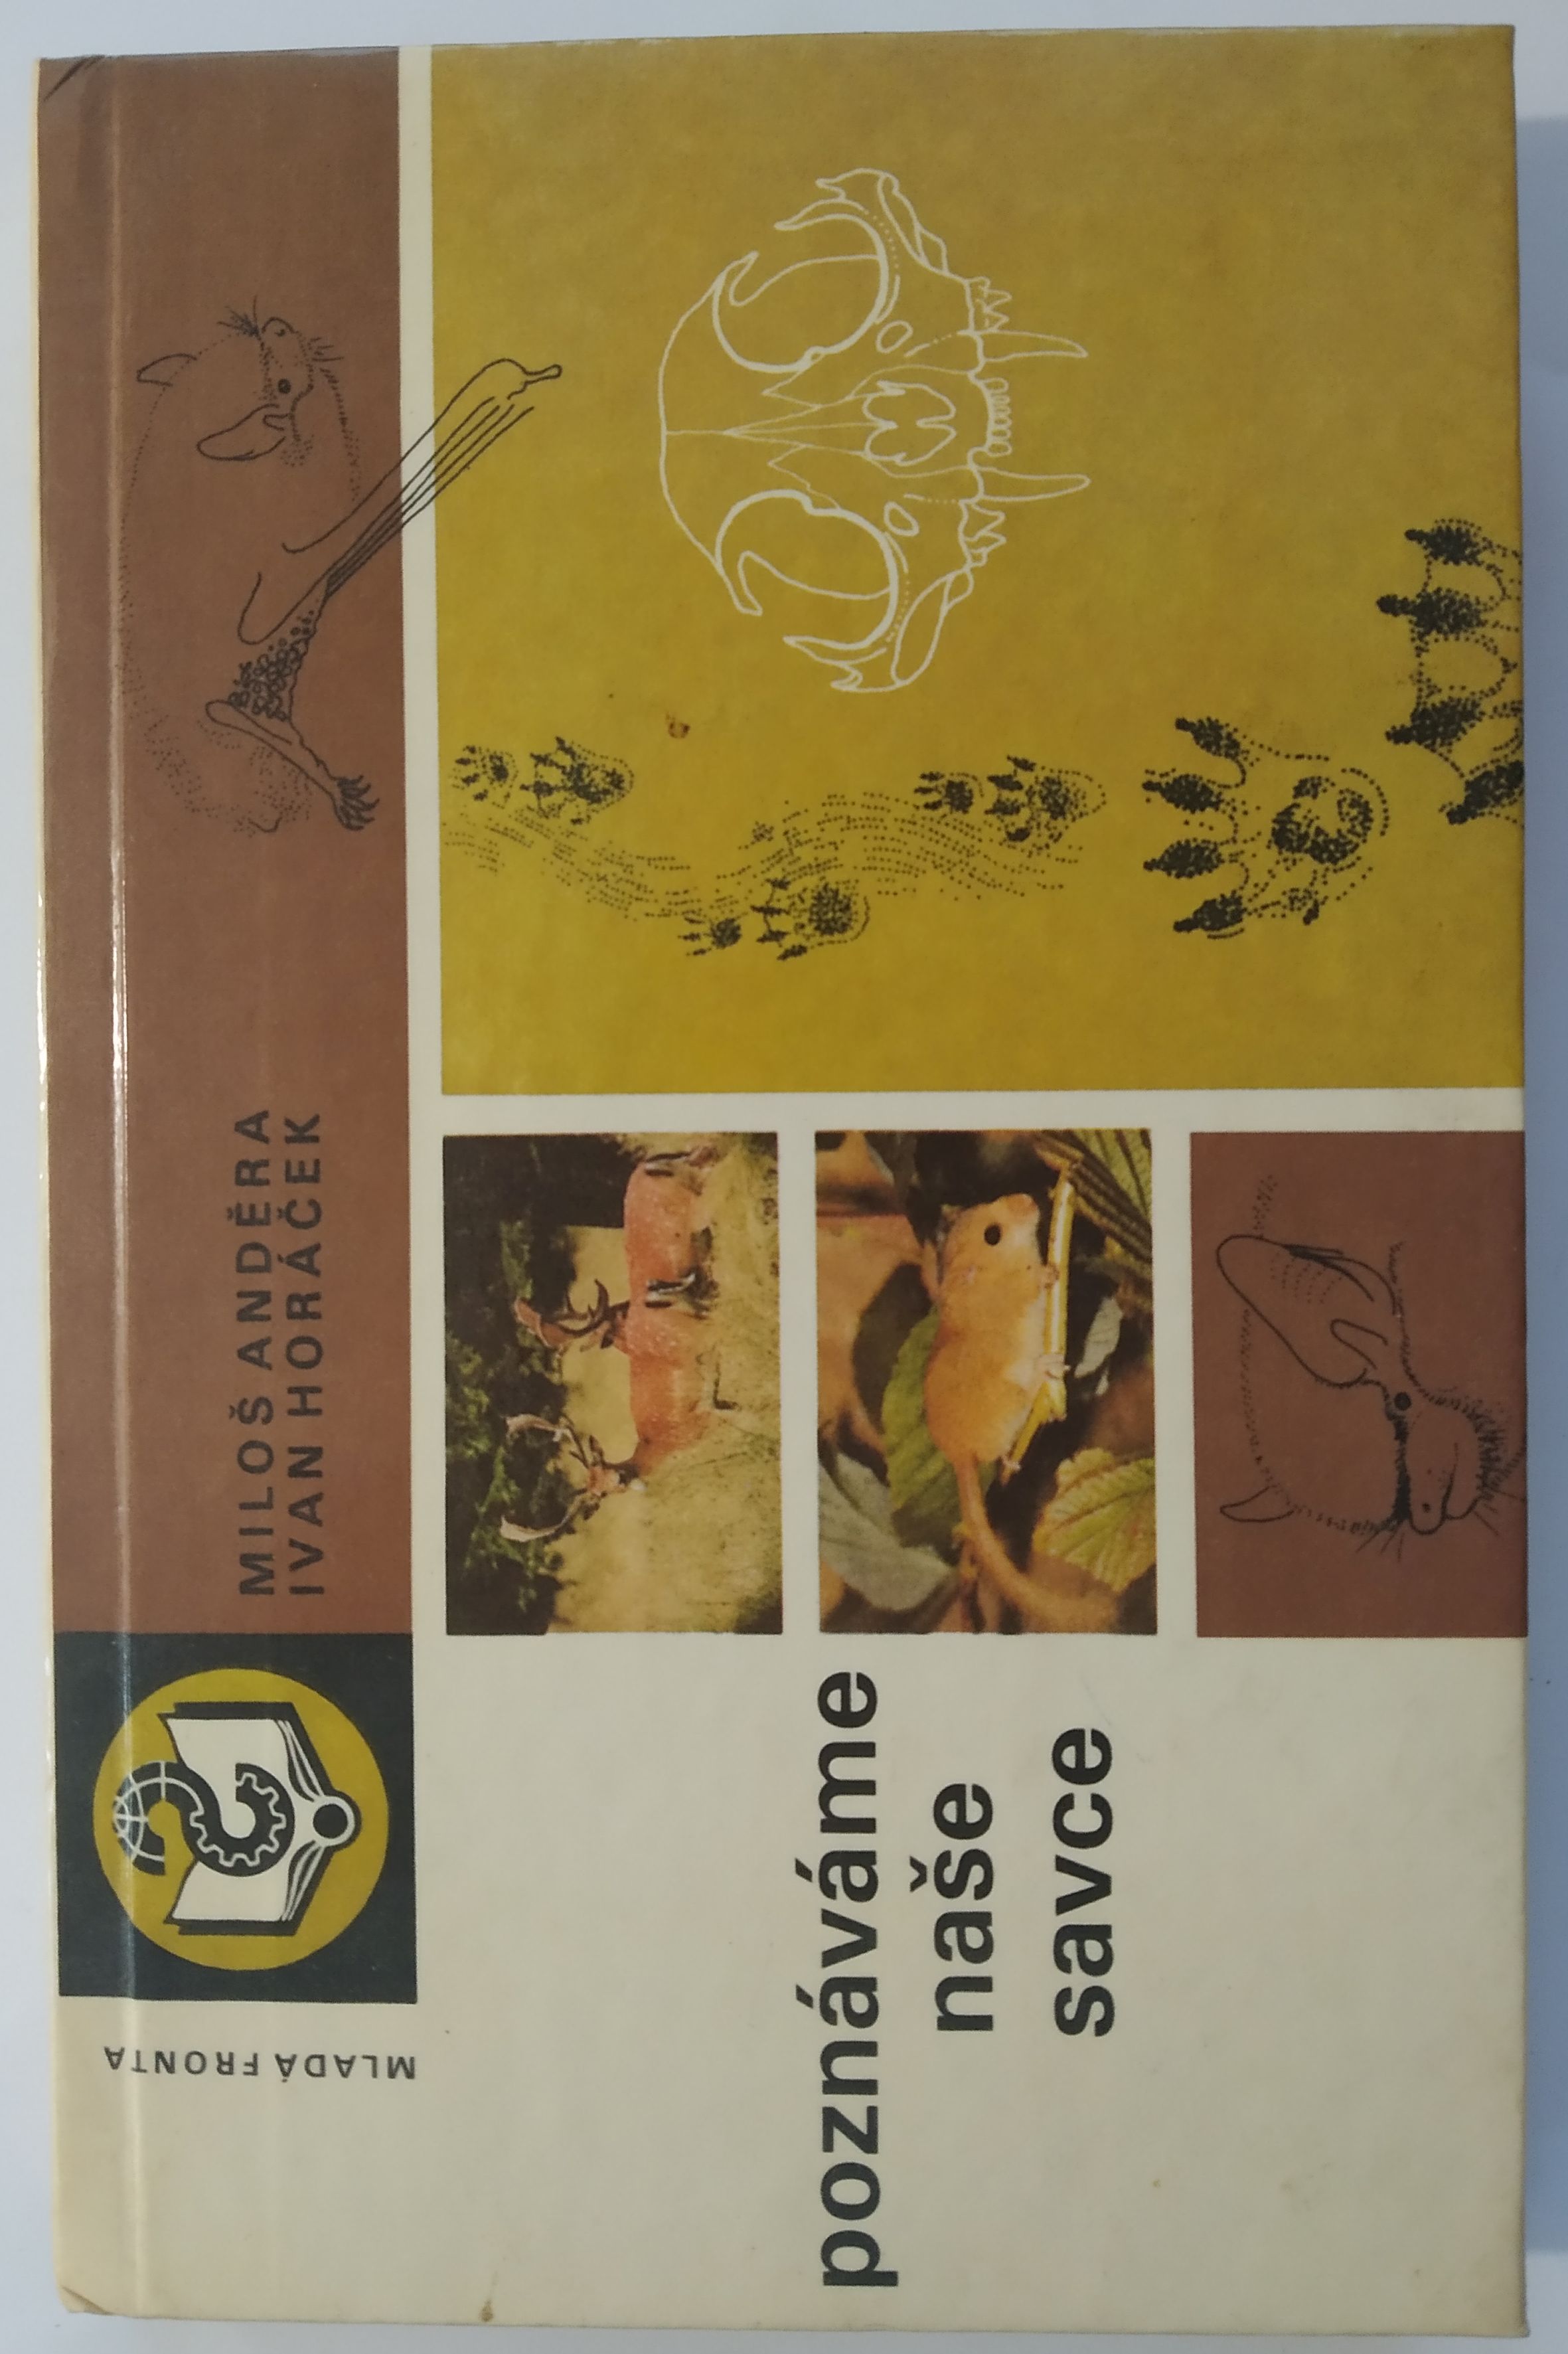 MILOŠ ANDĚRA
IVAN HORÁČEK
MLADÁ FRONTA
poznáváme
naše
savce